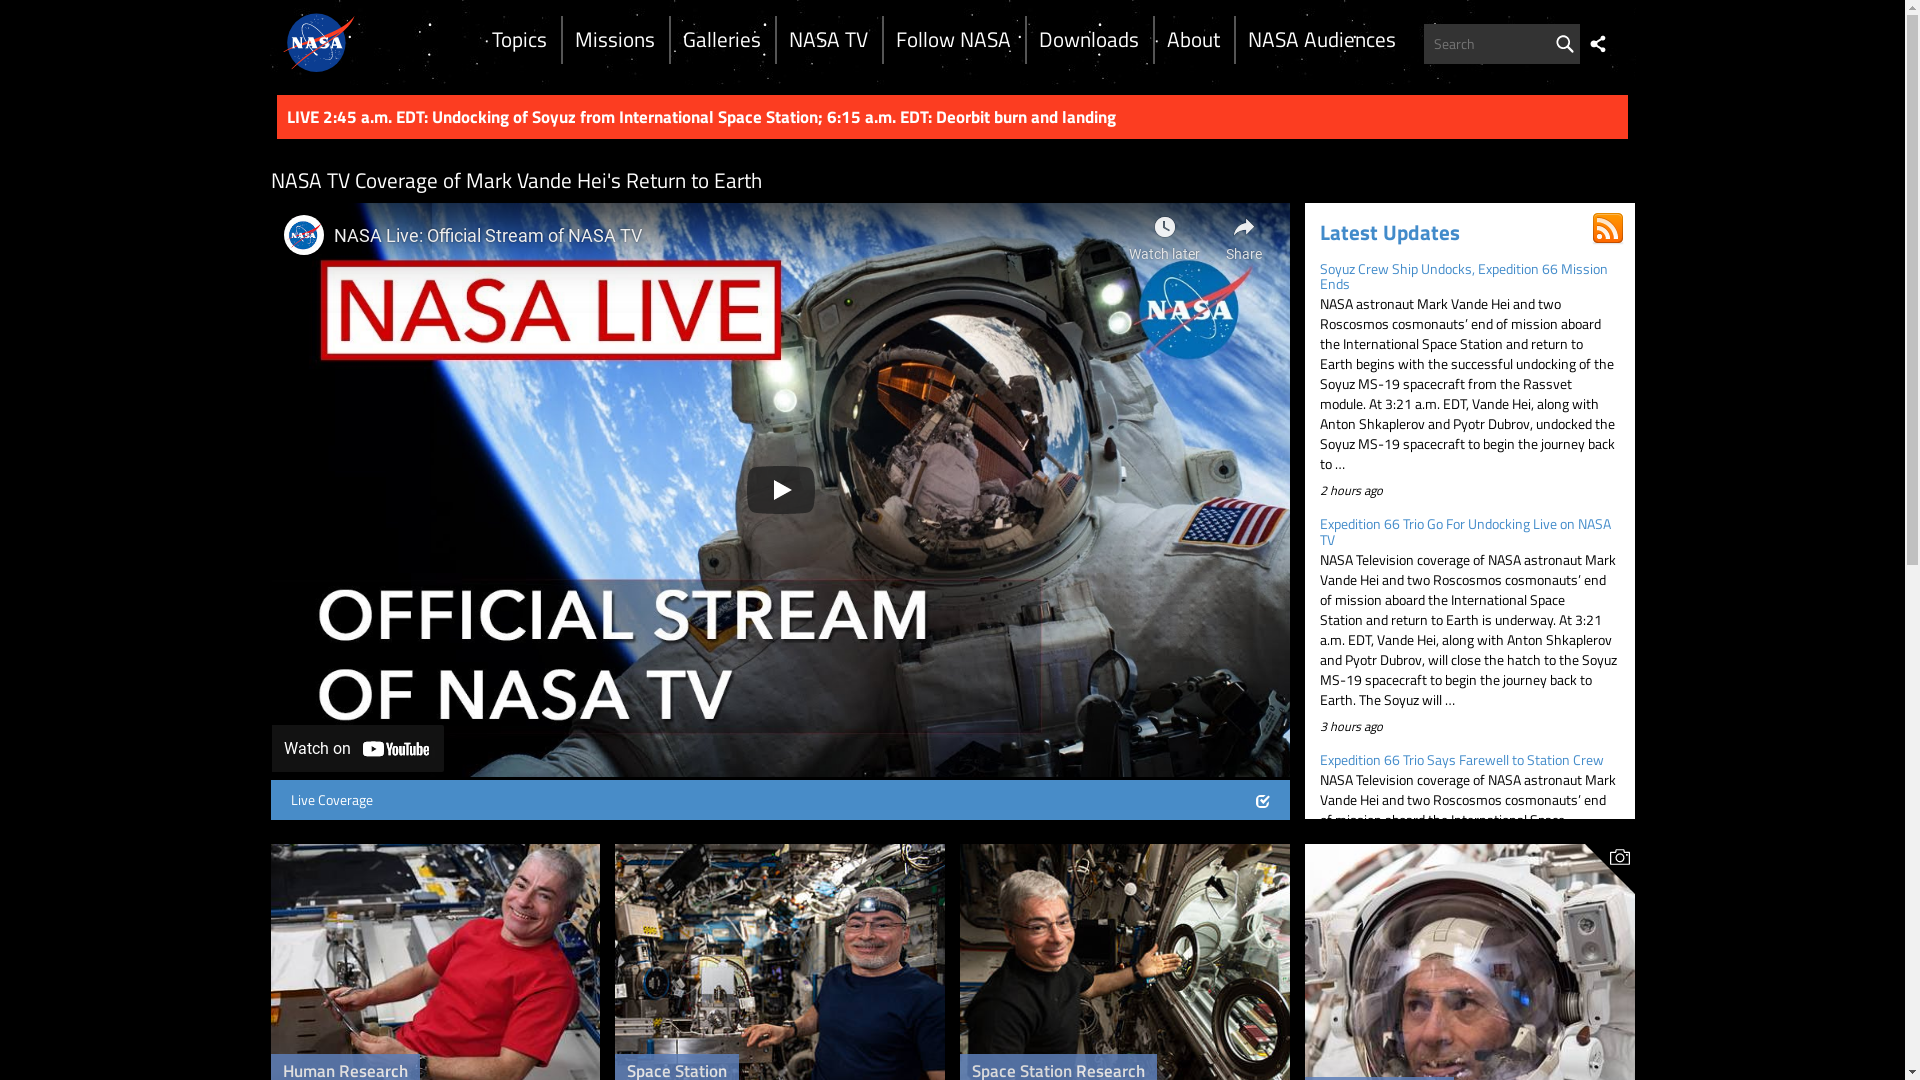 NASA
Topics
Missions
Galleries
NASA TV
Follow NASA
Downloads
About
NASA Audiences
Search
LIVE 2:45 a.m. EDT: Undocking of Soyuz from International Space Station; 6:15 a.m. EDT: Deorbit burn and landing
NASA TV Coverage of Mark Vande Hei's Return to Earth
NASA
NASA Live: Official Stream of NASA TV
Watch later
Share
NASA LIVE
NASA
OFFICIAL STREAM
OF NASA TV
Watch on YouTube
Live Coverage
Latest Updates
Soyuz Crew Ship Undocks, Expedition 66 Mission
Ends
NASA astronaut Mark Vande Hei and two
Roscosmos cosmonauts’ end of mission aboard
the International Space Station and return to
Earth begins with the successful undocking of the
Soyuz MS-19 spacecraft from the Rassvet
module. At 3:21 a.m. EDT, Vande Hei, along with
Anton Shkaplerov and Pyotr Dubrov, undocked the
Soyuz MS-19 spacecraft to begin the journey back
to …
2 hours ago
Expedition 66 Trio Go For Undocking Live on NASA
TV
NASA Television coverage of NASA astronaut Mark
Vande Hei and two Roscosmos cosmonauts’ end
of mission aboard the International Space
Station and return to Earth is underway. At 3:21
a.m. EDT, Vande Hei, along with Anton Shkaplerov
and Pyotr Dubrov, will close the hatch to the Soyuz
MS-19 spacecraft to begin the journey back to
Earth. The Soyuz will …
3 hours ago
Expedition 66 Trio Says Farewell to Station Crew
NASA Television coverage of NASA astronaut Mark
Vande Hei and two Roscosmos cosmonauts’ end
of mission aboard the International Space
Human Research
Space Station
Space Station Research